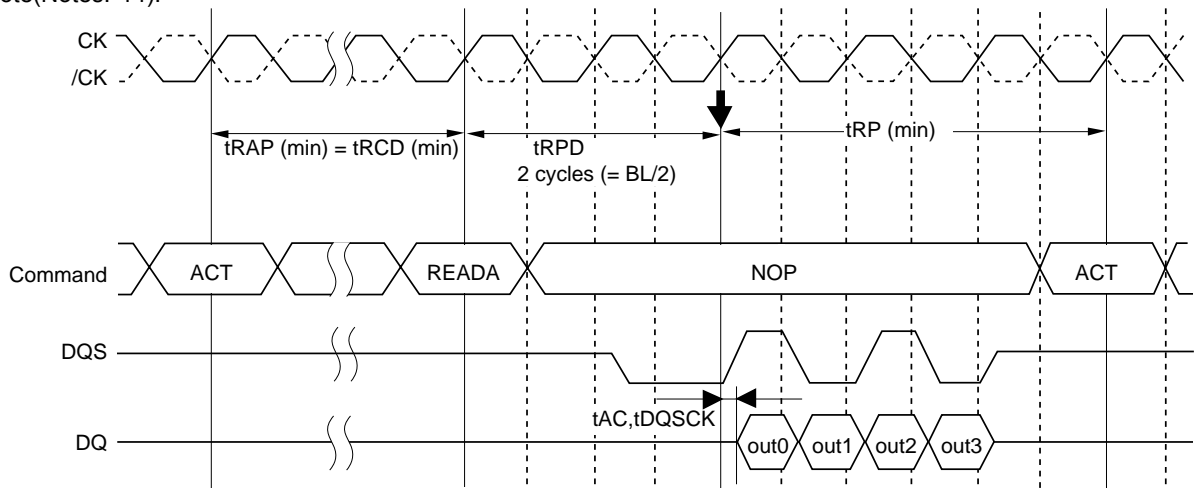 CK
/CK
tRAP (min) = tRCD (min)
tRPD
2 cycles (= BL/2)
tRP (min)
Command
ACT
READA
NOP
ACT
DQS
tAC,tDQSCK
DQ
out0
out1
out2
out3